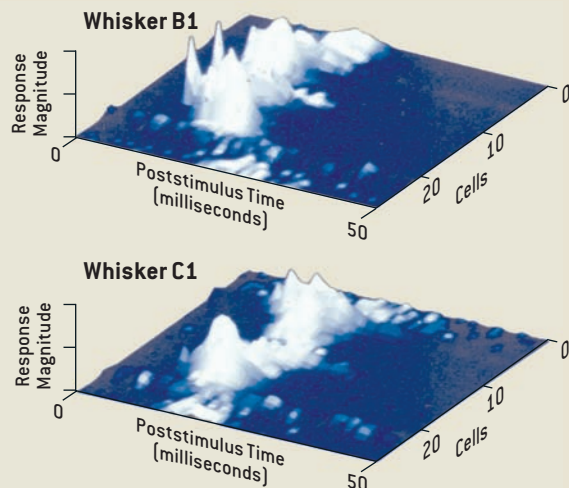 Whisker B1
Response
Magnitude
0
Poststimulus Time
(milliseconds)
50
20
10
0
Cells
Whisker C1
Response
Magnitude
0
Poststimulus Time
(milliseconds)
50
20
10
0
Cells